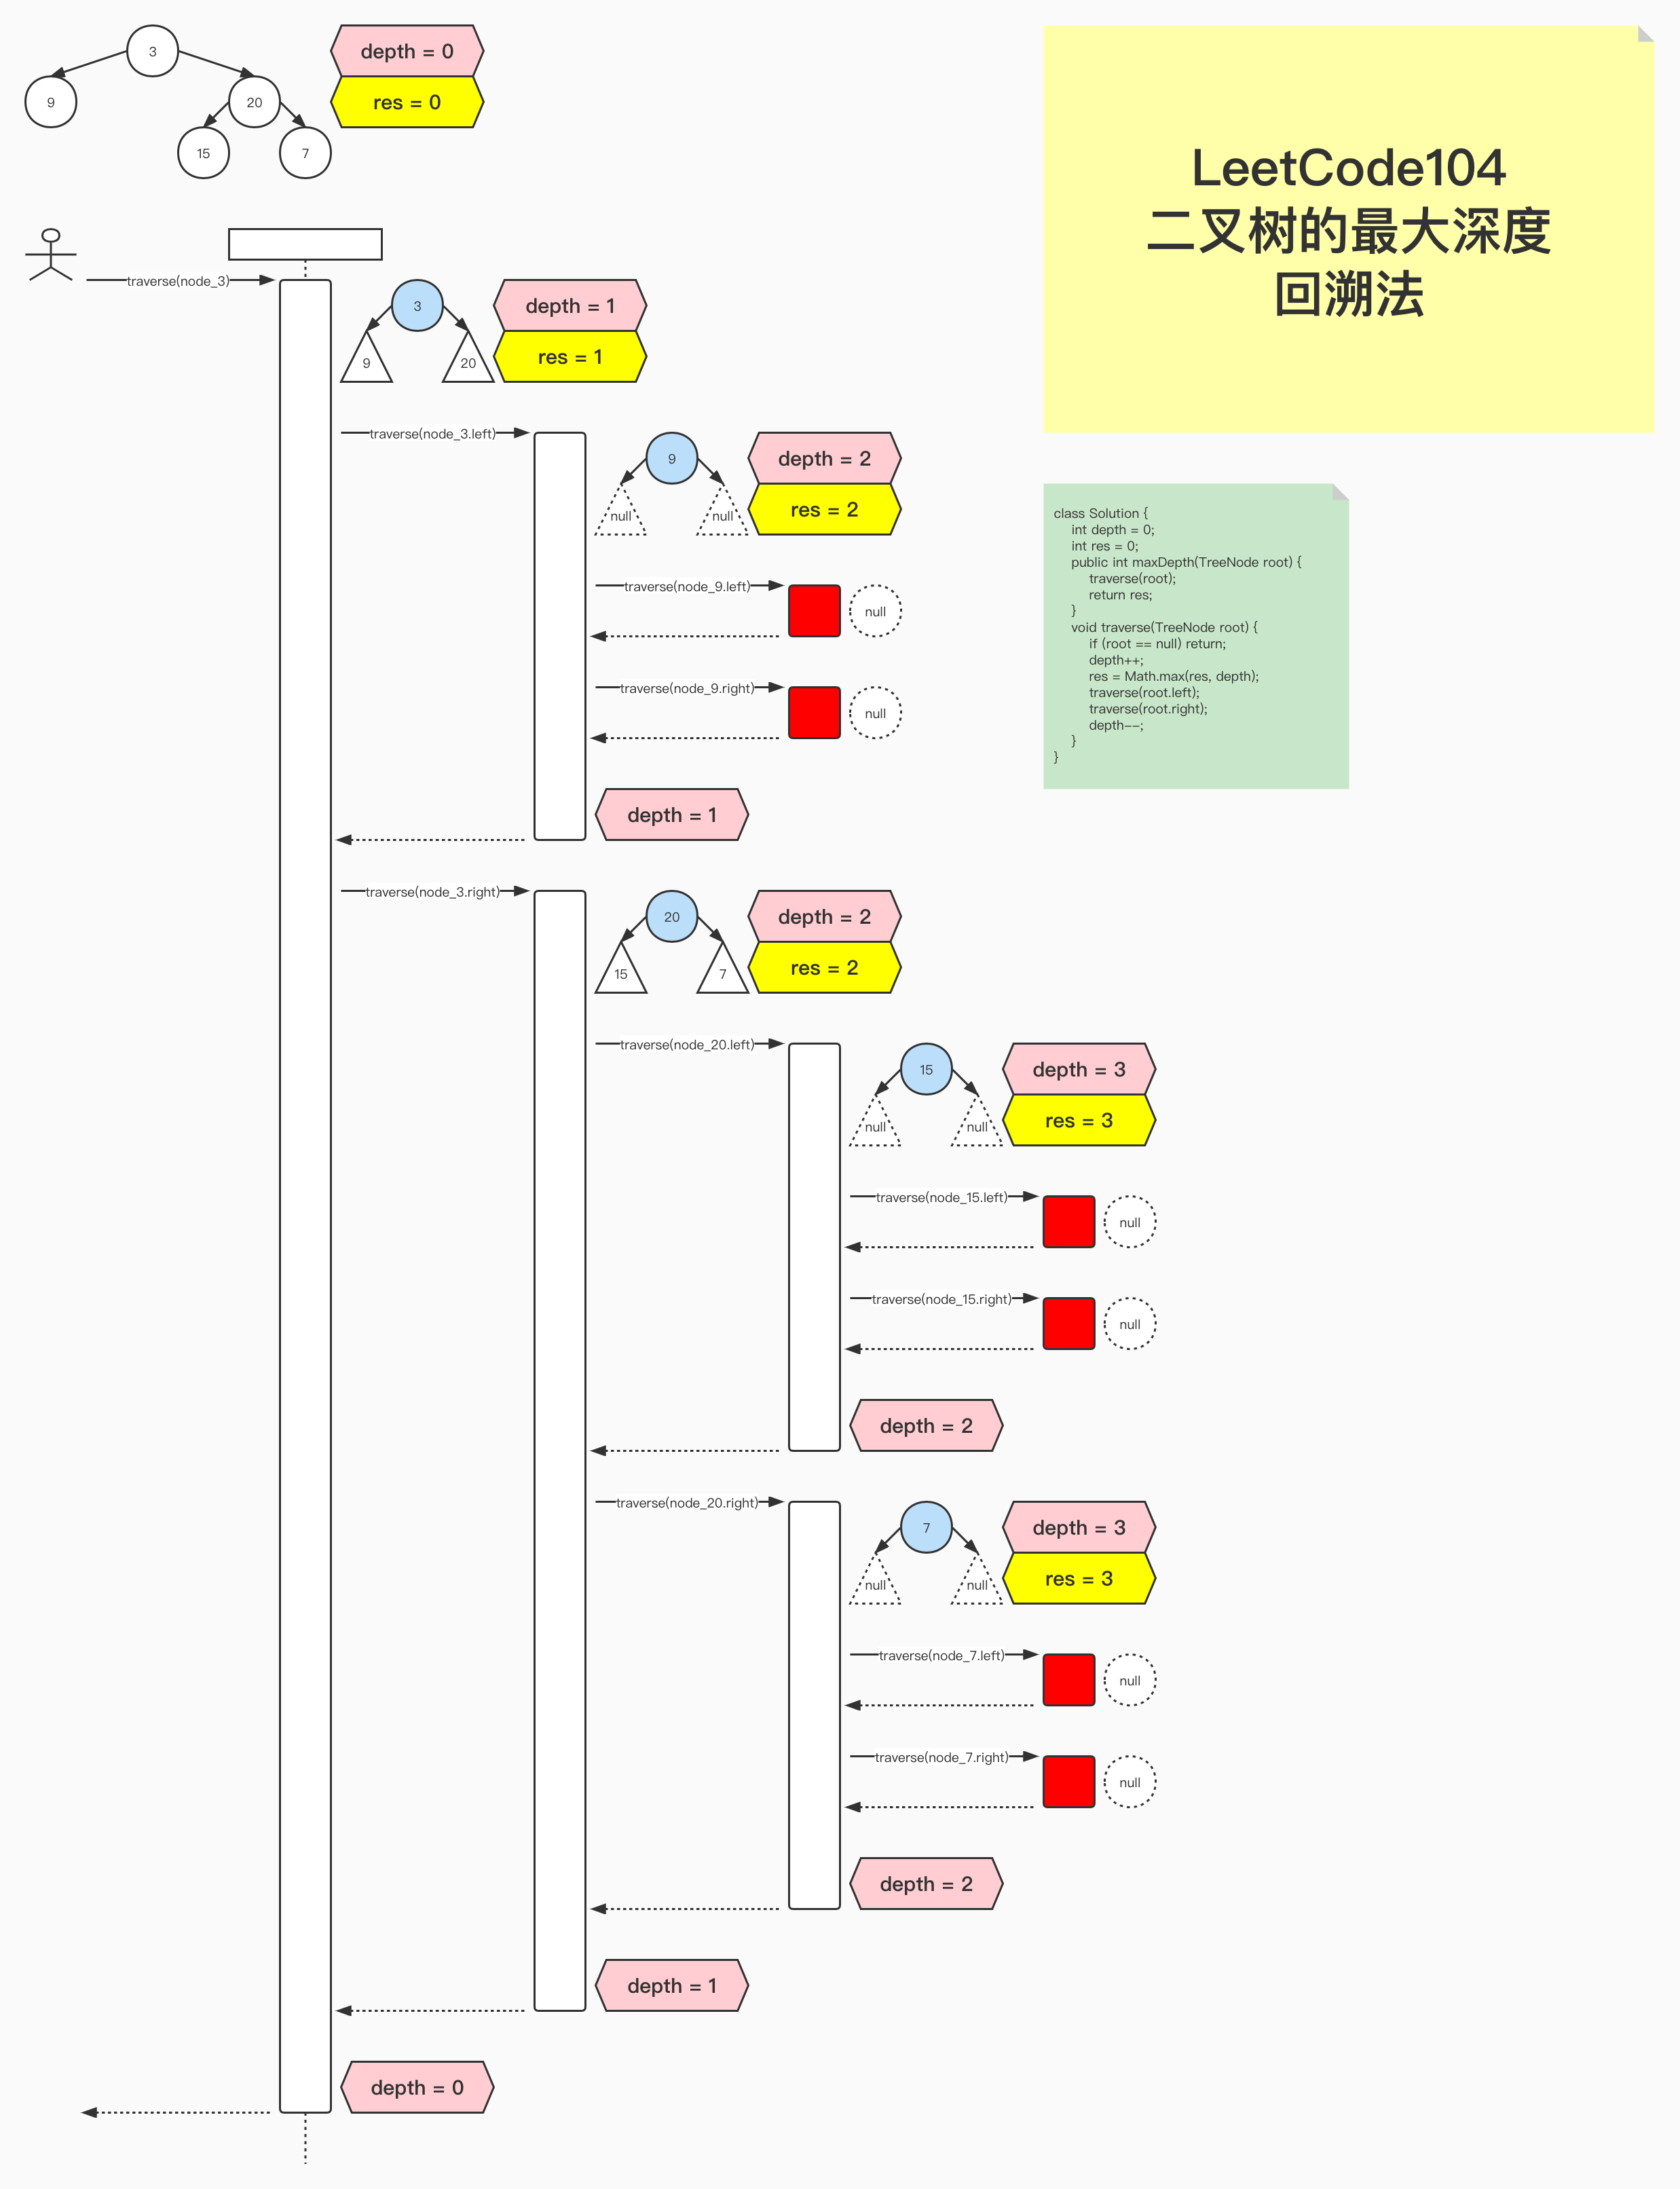 3
9
20
15
7
depth = 0
res = 0
LeetCode104
二叉树的最大深度
回溯法
traverse(node_3)
3
9
20
depth = 1
res = 1
traverse(node_3.left)
9
null
null
depth = 2
res = 2
class Solution {
int depth = 0;
int res = 0;
public int maxDepth(TreeNode root) {
traverse(root);
return res;
}
void traverse(TreeNode root) {
if (root == null) return;
depth++;
res = Math.max(res, depth);
traverse(root.left);
traverse(root.right);
depth--;
}
}
traverse(node_9.left)
null
traverse(node_9.right)
null
depth = 1
traverse(node_3.right)
20
15
7
depth = 2
res = 2
traverse(node_20.left)
15
null
null
depth = 3
res = 3
traverse(node_15.left)
null
traverse(node_15.right)
null
depth = 2
traverse(node_20.right)
7
null
null
depth = 3
res = 3
traverse(node_7.left)
null
traverse(node_7.right)
null
depth = 2
depth = 1
depth = 0